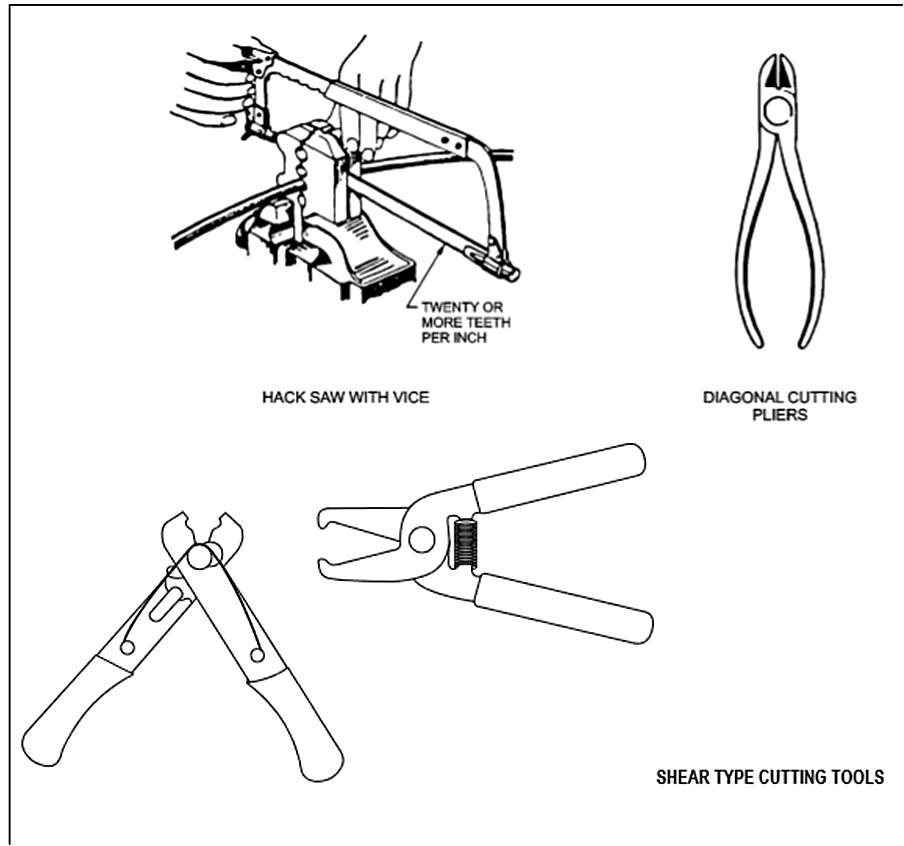 TWENTY OR
MORE TEETH
PER INCH
HACK SAW WITH VICE
DIAGONAL CUTTING
PLIERS
SHEAR TYPE CUTTING TOOLS